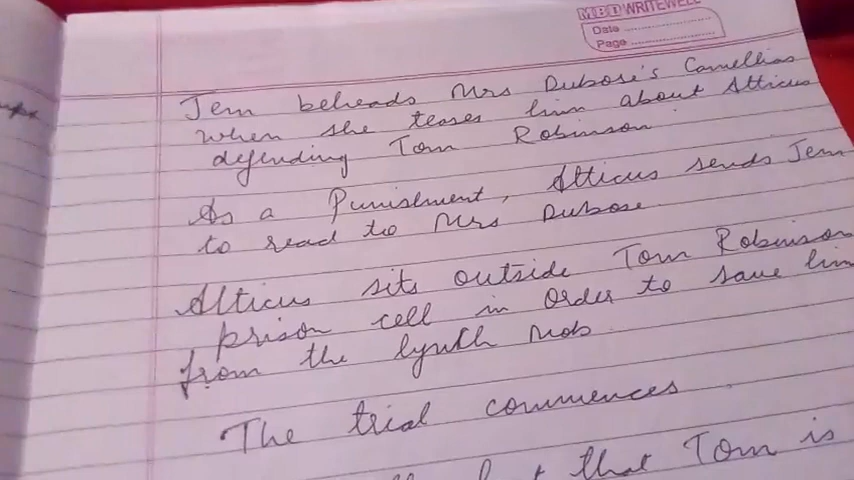 MBD WRITEWELL
Date
Page
Jem beheads Mrs Dubose's Camellias
when she teases him about Atticus
defending Tom Robinson.
As a Punishment, Atticus sends Jem
to read to Mrs Dubose
Atticus sits outside Tom Robinson
prison cell in order to save him
from the lynch mob
The trial commences.
that Tom is